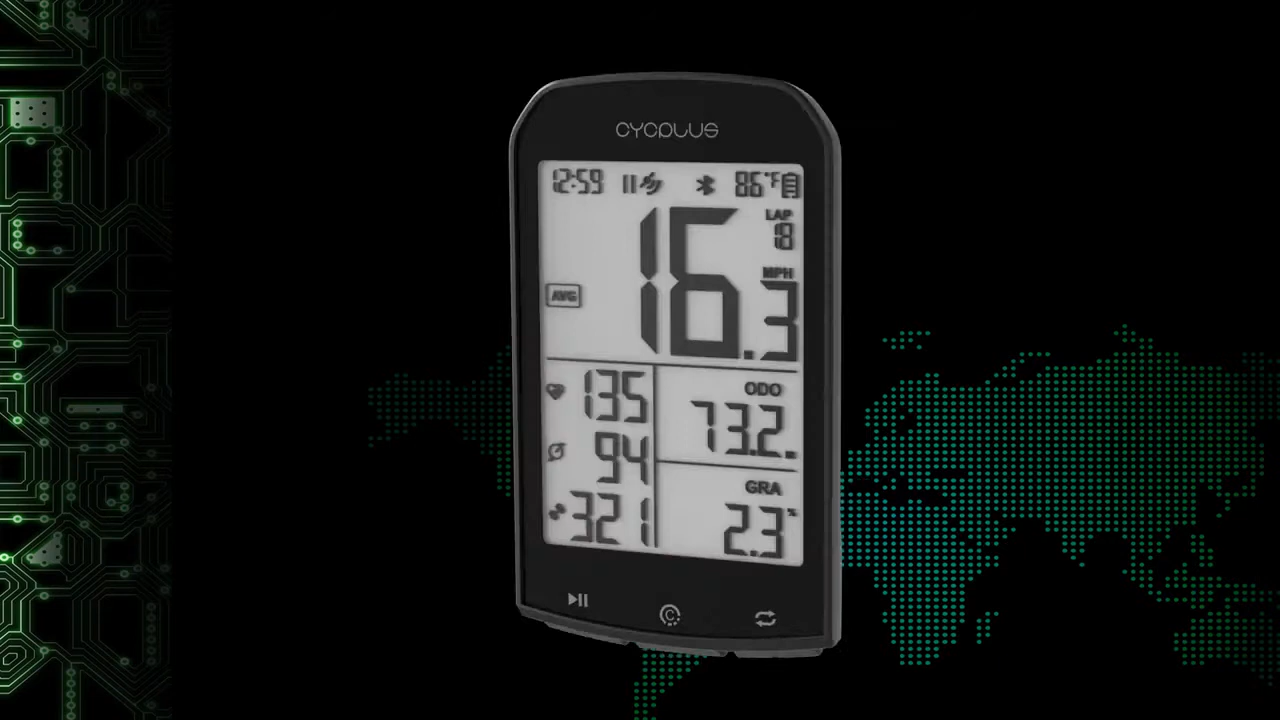 CYCPLUS
12:59 86°F
LAP
18
MPH
16.3
AVG
135
ODO
73.2
94
GRA
321
2.3%
C